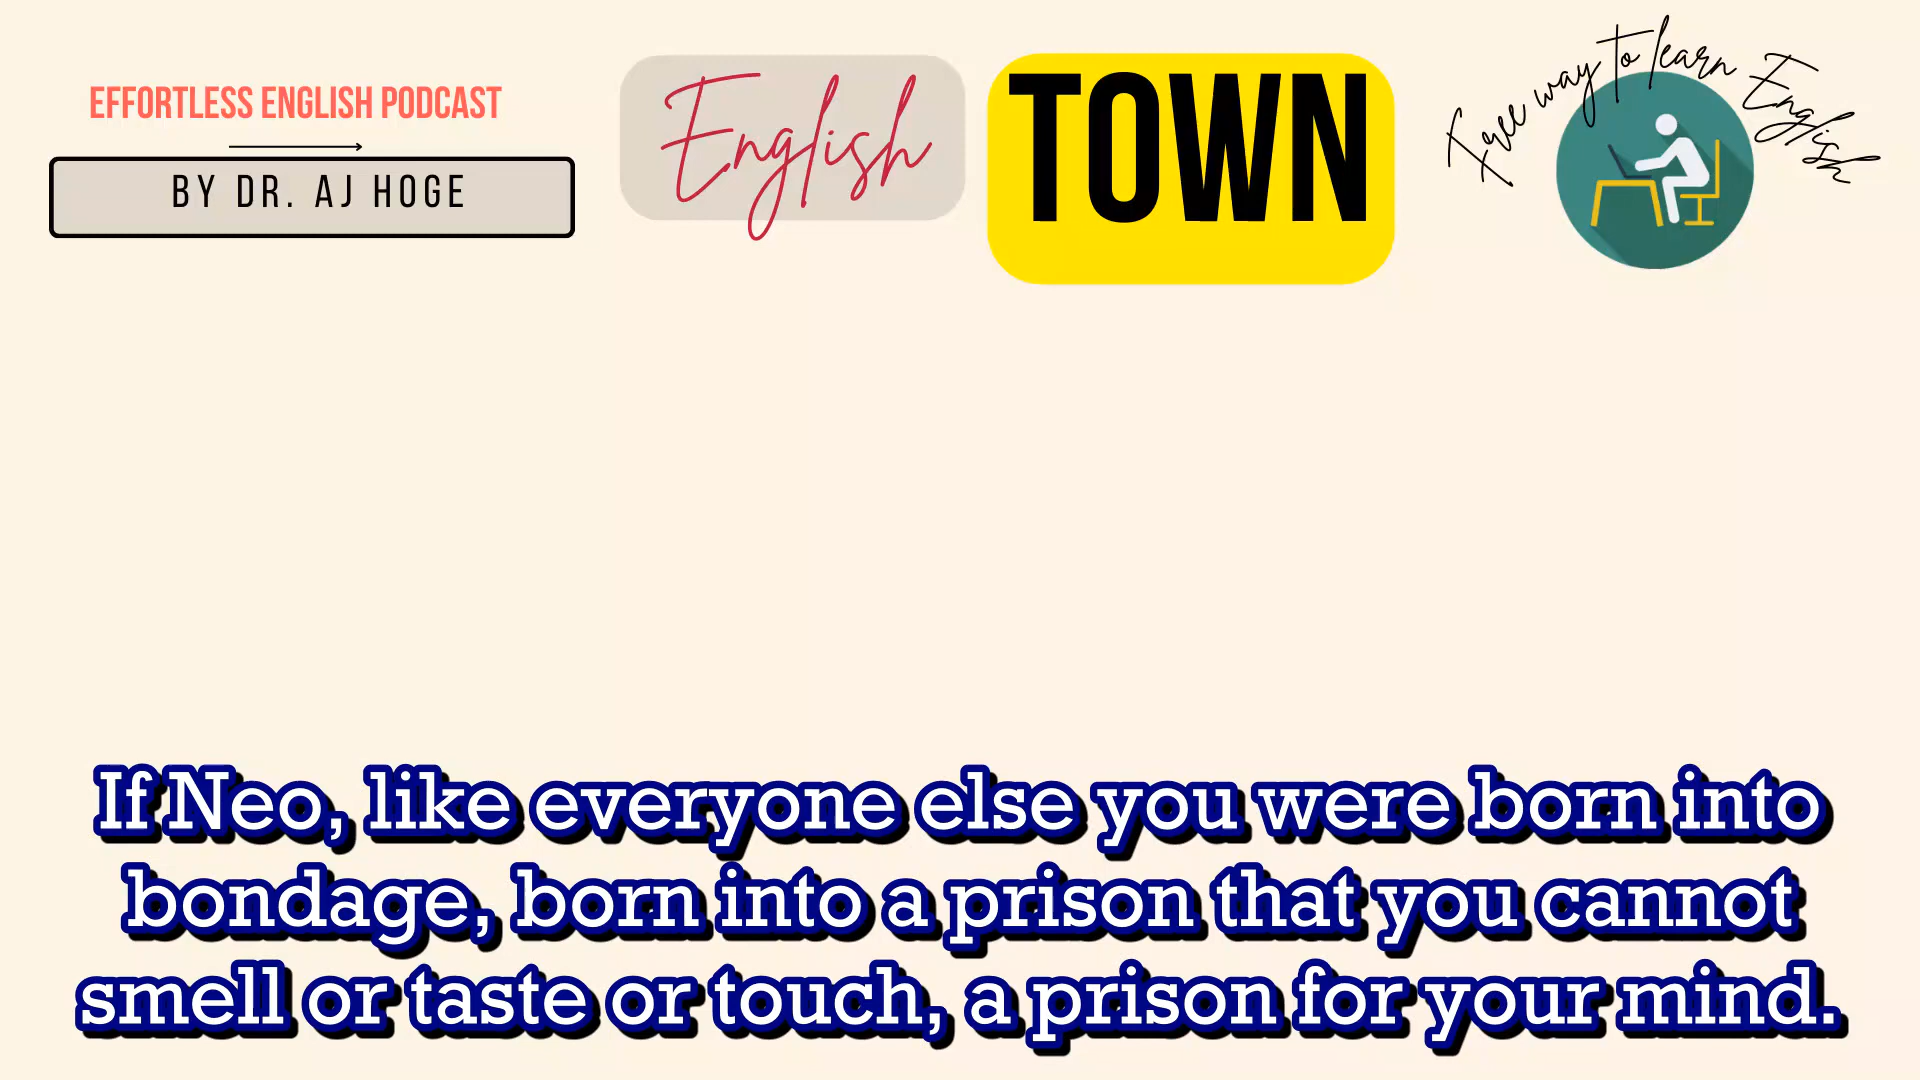 EFFORTLESS ENGLISH PODCAST
BY DR. AJ HOGE
English
TOWN
Free way to learn English
If Neo, like everyone else you were born into
bondage, born into a prison that you cannot
smell or taste or touch, a prison for your mind.